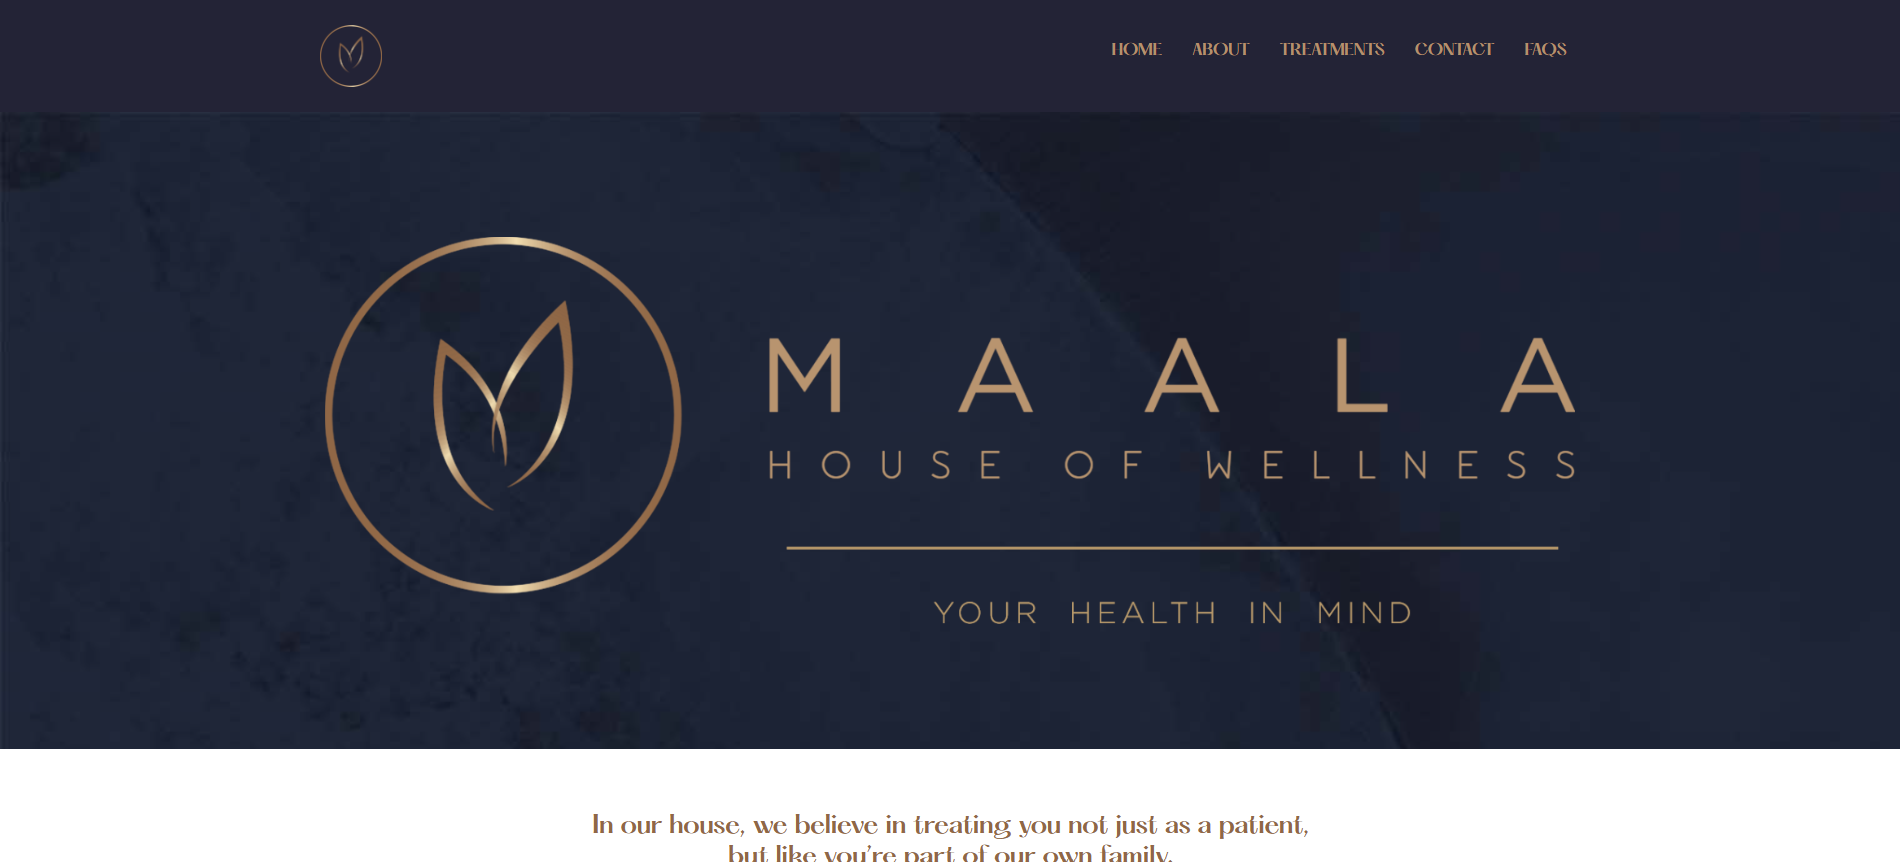 HOME ABOUT TREATMENTS CONTACT FAQS
MAALA
HOUSE OF WELLNESS
YOUR HEALTH IN MIND
In our house, we believe in treating you not just as a patient,
but like you're part of our own family.